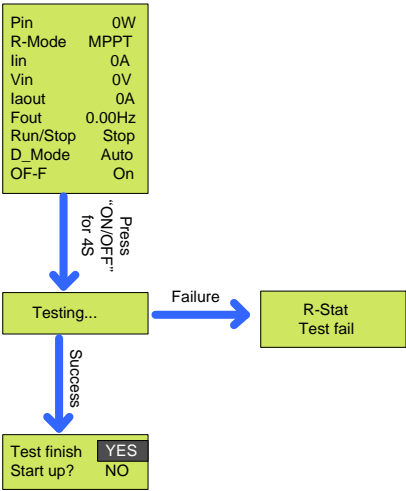 Pin 0W
R-Mode MPPT
Iin 0A
Vin 0V
Iaout 0A
Fout 0.00Hz
Run/Stop Stop
D_Mode Auto
OF-F On
Press
“ON/OFF”
for 4S
Testing...
Failure
R-Stat
Test fail
Success
Test finish YES
Start up? NO